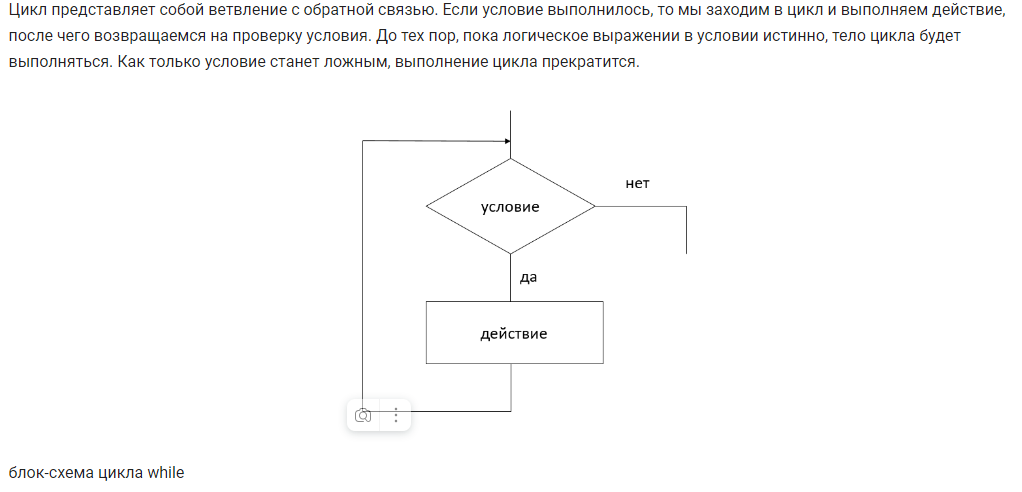 Цикл представляет собой ветвление с обратной связью. Если условие выполнилось, то мы заходим в цикл и выполняем действие,
после чего возвращаемся на проверку условия. До тех пор, пока логическое выражении в условии истинно, тело цикла будет
выполняться. Как только условие станет ложным, выполнение цикла прекратится.
нет
условие
да
действие
блок-схема цикла while